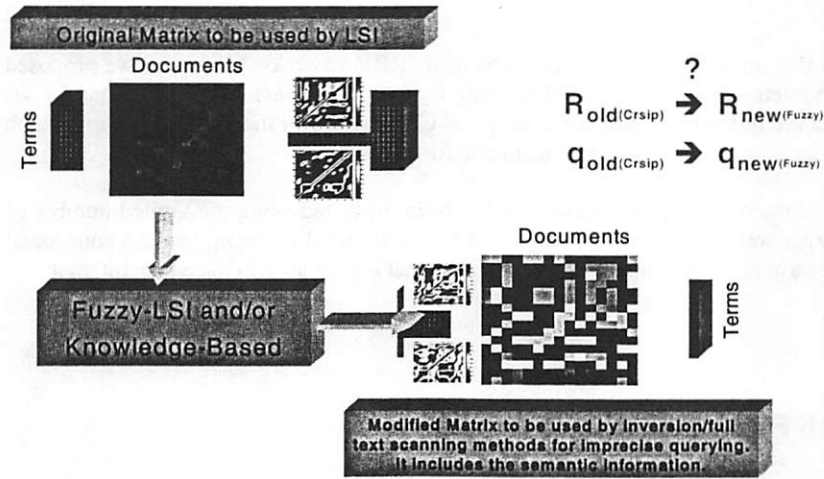 Original Matrix to be used by LSI
Documents
Terms
?
R old(Crsip) → R new(Fuzzy)
q old(Crsip) → q new(Fuzzy)
Fuzzy-LSI and/or
Knowledge-Based
Documents
Terms
Modified Matrix to be used by Inversion/full
text scanning methods for imprecise querying.
It includes the semantic information.